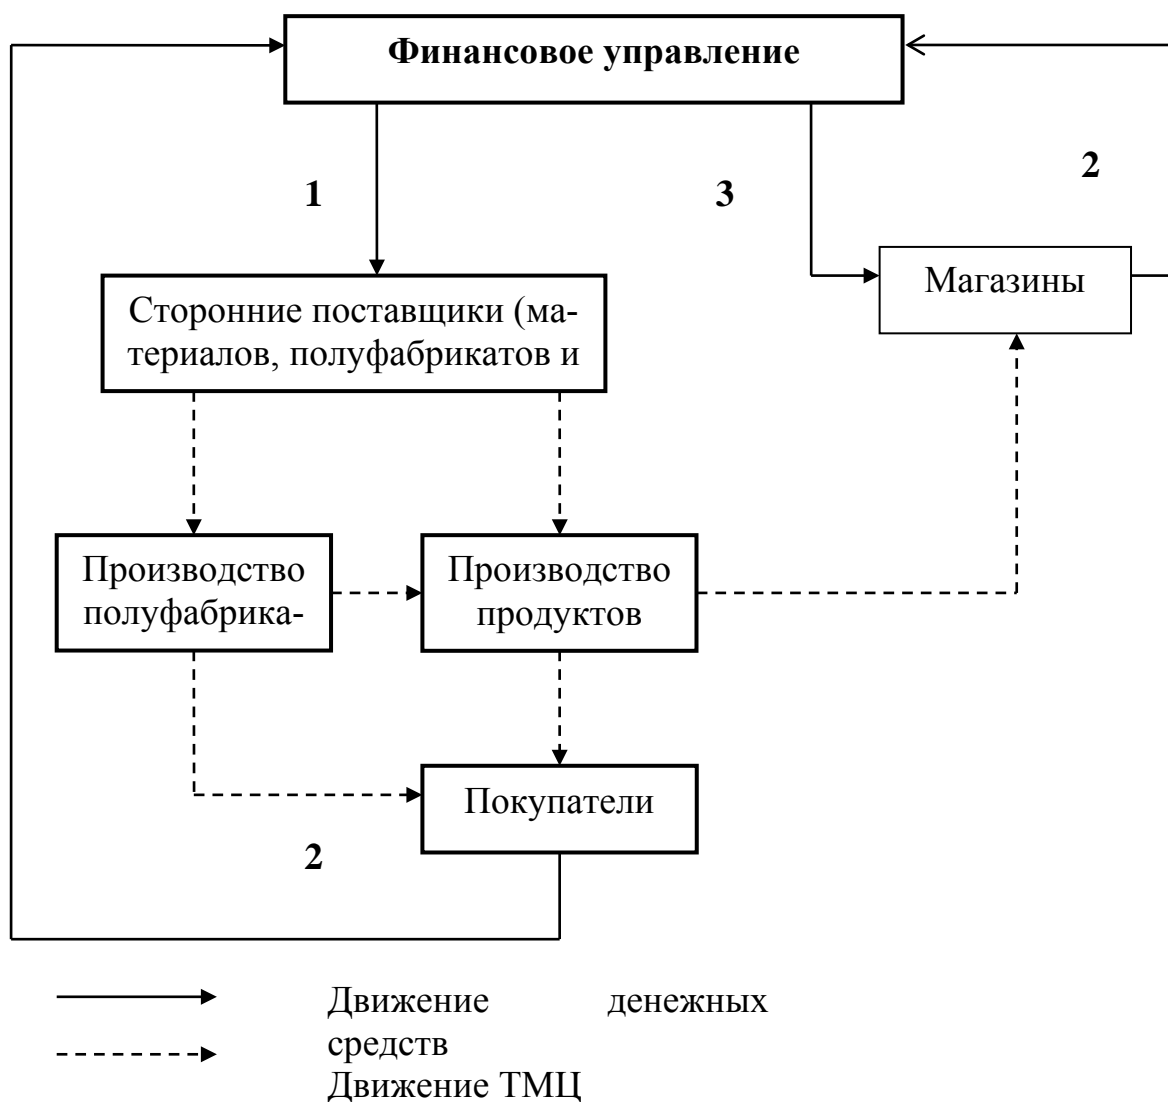 Финансовое управление
1
3
2
Магазины
Сторонние поставщики (ма-
териалов, полуфабрикатов и
Производство
полуфабрика-
Производство
продуктов
Покупатели
2
Движение денежных
средств
Движение ТМЦ